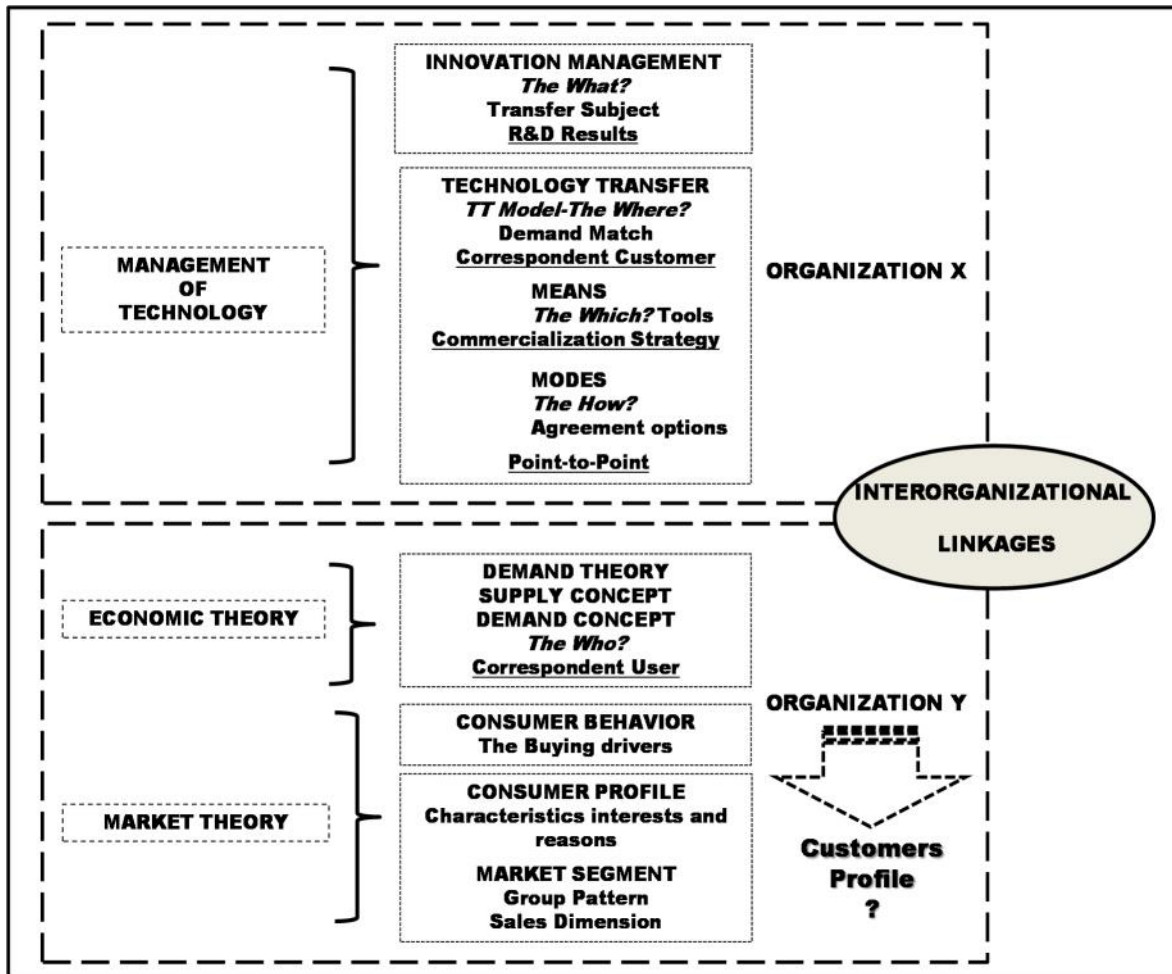 INNOVATION MANAGEMENT
The What?
Transfer Subject
R&D Results
TECHNOLOGY TRANSFER
TT Model-The Where?
Demand Match
Correspondent Customer
MEANS
The Which? Tools
Commercialization Strategy
MODES
The How?
Agreement options
Point-to-Point
MANAGEMENT
OF
TECHNOLOGY
ORGANIZATION X
INTERORGANIZATIONAL
LINKAGES
ECONOMIC THEORY
DEMAND THEORY
SUPPLY CONCEPT
DEMAND CONCEPT
The Who?
Correspondent User
MARKET THEORY
CONSUMER BEHAVIOR
The Buying drivers
CONSUMER PROFILE
Characteristics interests and
reasons
MARKET SEGMENT
Group Pattern
Sales Dimension
ORGANIZATION Y
Customers
Profile
?